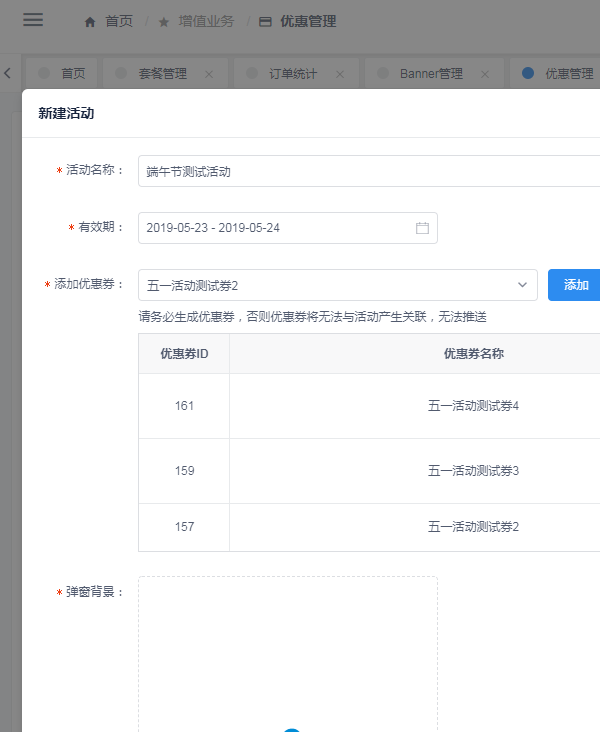 首页 / 增值业务 / 优惠管理
首页 套餐管理 订单统计 Banner管理 优惠管理
新建活动
* 活动名称： 端午节测试活动
* 有效期： 2019-05-23 - 2019-05-24
* 添加优惠券： 五一活动测试券2 添加
请务必生成优惠券，否则优惠券将无法与活动产生关联，无法推送
优惠券ID 优惠券名称
161 五一活动测试券4
159 五一活动测试券3
157 五一活动测试券2
* 弹窗背景：